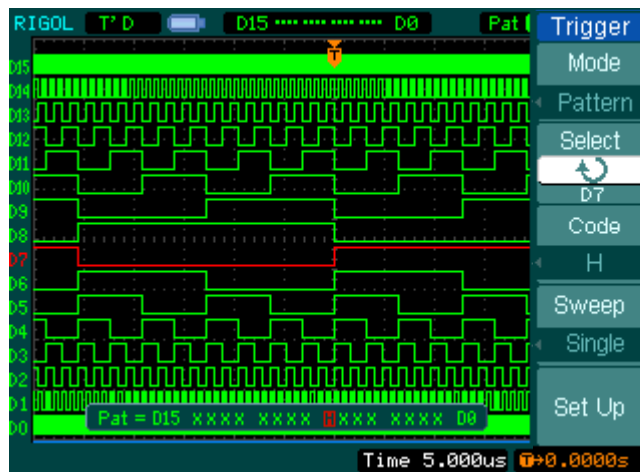 RIGOL T'D D15 ···· ···· ···· ···· D0 Pat
Trigger
Mode
Pattern
Select
D7
Code
H
Sweep
Single
Set Up
T
D15
D14
D13
D12
D11
D10
D9
D8
D7
D6
D5
D4
D3
D2
D1
D0
Pat = D15 XXXX XXXX HXXX XXXX D0
Time 5.000us T→0.0000s